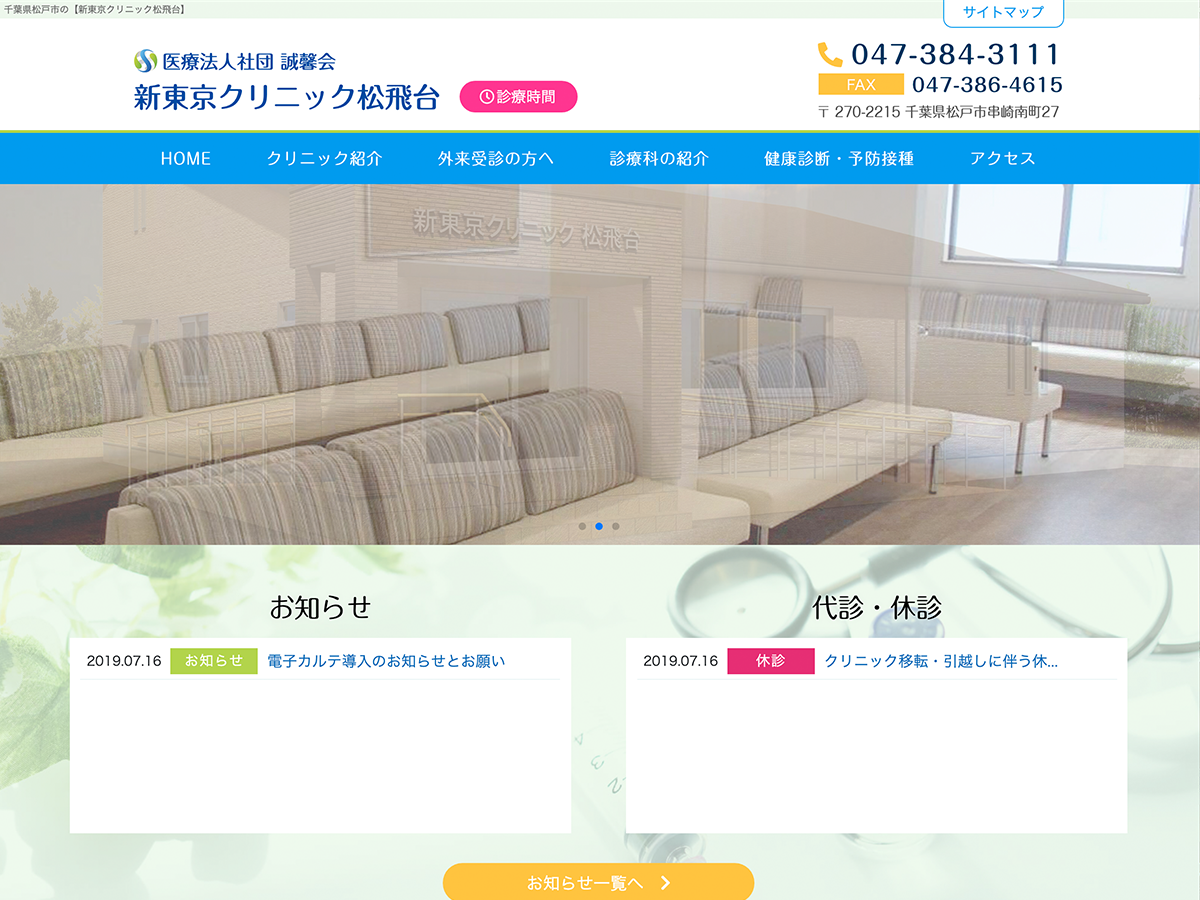 千葉県松戸市の【新東京クリニック松飛台】
サイトマップ
医療法人社団 誠馨会
新東京クリニック松飛台
診療時間
047-384-3111
FAX 047-386-4615
〒 270-2215 千葉県松戸市串崎南町27
HOME クリニック紹介 外来受診の方へ 診療科の紹介 健康診断・予防接種 アクセス
新東京クリニック 松飛台
お知らせ
2019.07.16 お知らせ 電子カルテ導入のお知らせとお願い
代診・休診
2019.07.16 休診 クリニック移転・引越しに伴う休...
お知らせ一覧へ